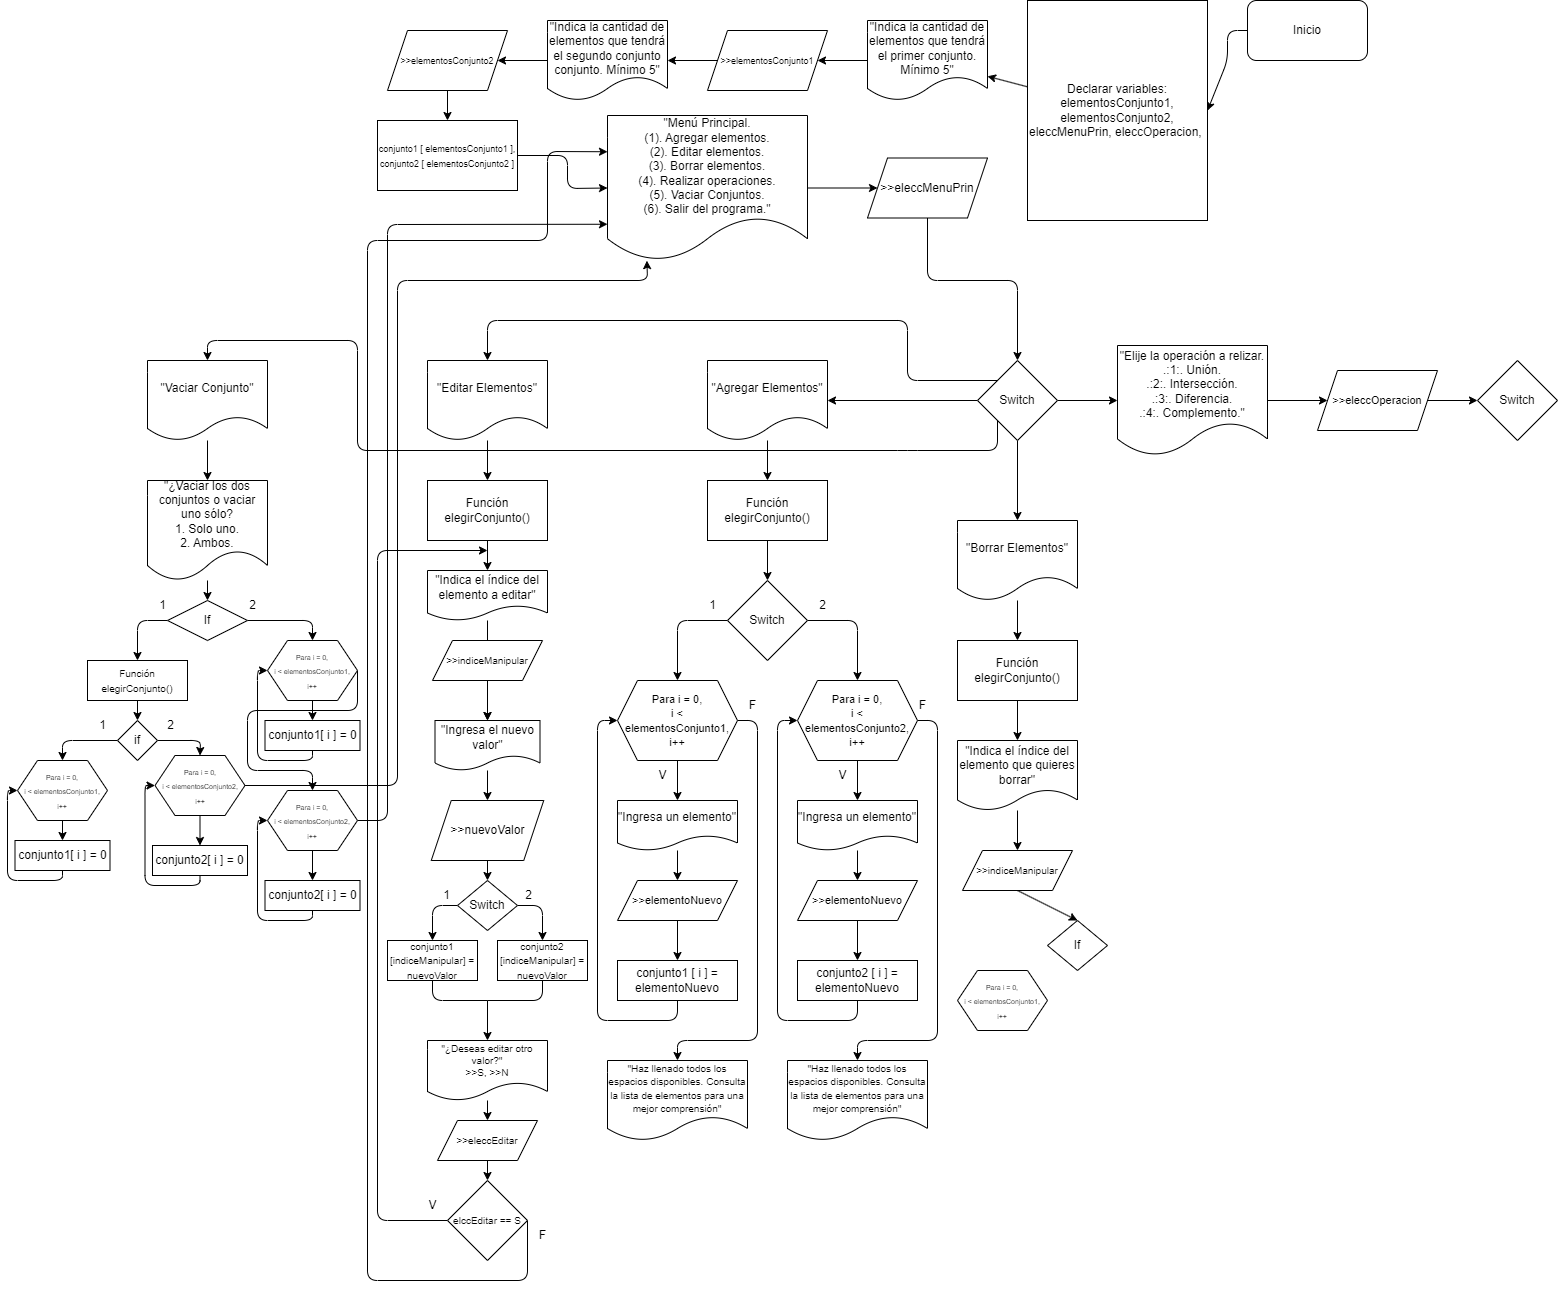 Inicio
Declarar variables:
elementosConjunto1,
elementosConjunto2,
eleccMenuPrin, eleccOperacion,
"Indica la cantidad de
elementos que tendrá
el primer conjunto.
Mínimo 5"
>>elementosConjunto1
"Indica la cantidad de
elementos que tendrá
el segundo conjunto
conjunto. Mínimo 5"
>>elementosConjunto2
conjunto1 [ elementosConjunto1 ],
conjunto2 [ elementosConjunto2 ]
"Menú Principal.
(1). Agregar elementos.
(2). Editar elementos.
(3). Borrar elementos.
(4). Realizar operaciones.
(5). Vaciar Conjuntos.
(6). Salir del programa."
>>eleccMenuPrin
Switch
"Elije la operación a relizar.
.:1:. Unión.
.:2:. Intersección.
.:3:. Diferencia.
.:4:. Complemento."
>>eleccOperacion
Switch
"Vaciar Conjunto"
"¿Vaciar los dos
conjuntos o vaciar
uno sólo?
1. Solo uno.
2. Ambos.
1
If
2
Función
elegirConjunto()
1
if
2
Para i = 0,
i < elementosConjunto1,
i++
conjunto1[ i ] = 0
Para i = 0,
i < elementosConjunto2,
i++
conjunto2[ i ] = 0
Para i = 0,
i < elementosConjunto1,
i++
conjunto1[ i ] = 0
Para i = 0,
i < elementosConjunto2,
i++
conjunto2[ i ] = 0
"Editar Elementos"
Función
elegirConjunto()
"Indica el índice del
elemento a editar"
>>indiceManipular
"Ingresa el nuevo
valor"
>>nuevoValor
1
Switch
2
conjunto1
[indiceManipular] =
nuevoValor
conjunto2
[indiceManipular] =
nuevoValor
"¿Deseas editar otro
valor?"
>>S, >>N
>>eleccEditar
V
elccEditar == S
F
"Agregar Elementos"
Función
elegirConjunto()
1
Switch
2
Para i = 0,
i <
elementosConjunto1,
i++
F
V
"Ingresa un elemento"
>>elementoNuevo
conjunto1 [ i ] =
elementoNuevo
"Haz llenado todos los
espacios disponibles. Consulta
la lista de elementos para una
mejor comprensión"
Para i = 0,
i <
elementosConjunto2,
i++
F
V
"Ingresa un elemento"
>>elementoNuevo
conjunto2 [ i ] =
elementoNuevo
"Haz llenado todos los
espacios disponibles. Consulta
la lista de elementos para una
mejor comprensión"
"Borrar Elementos"
Función
elegirConjunto()
"Indica el índice del
elemento que quieres
borrar"
>>indiceManipular
If
Para i = 0,
i < elementosConjunto1,
i++